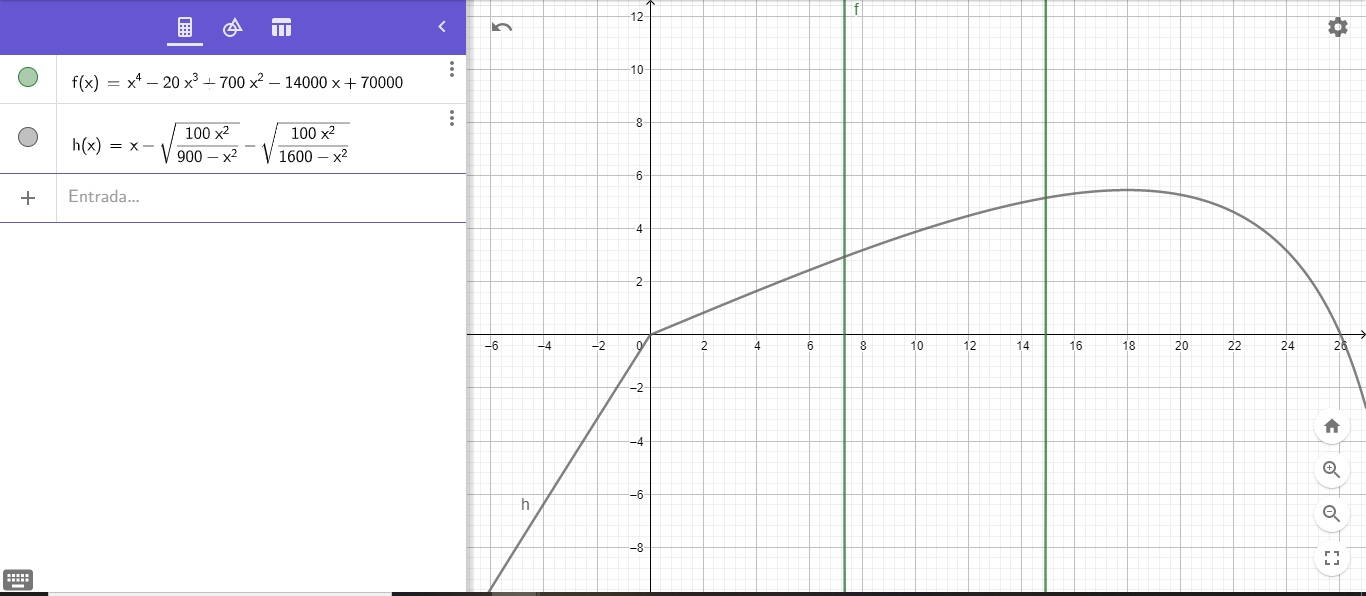 f(x) = x⁴ − 20 x³ + 700 x² − 14000 x + 70000
h(x) = x − √(100 x² / (900 − x²)) − √(100 x² / (1600 − x²))
+ Entrada...
f
h
12
10
8
6
4
2
−2
−4
−6
−8
−6 −4 −2 0 2 4 6 8 10 12 14 16 18 20 22 24 26